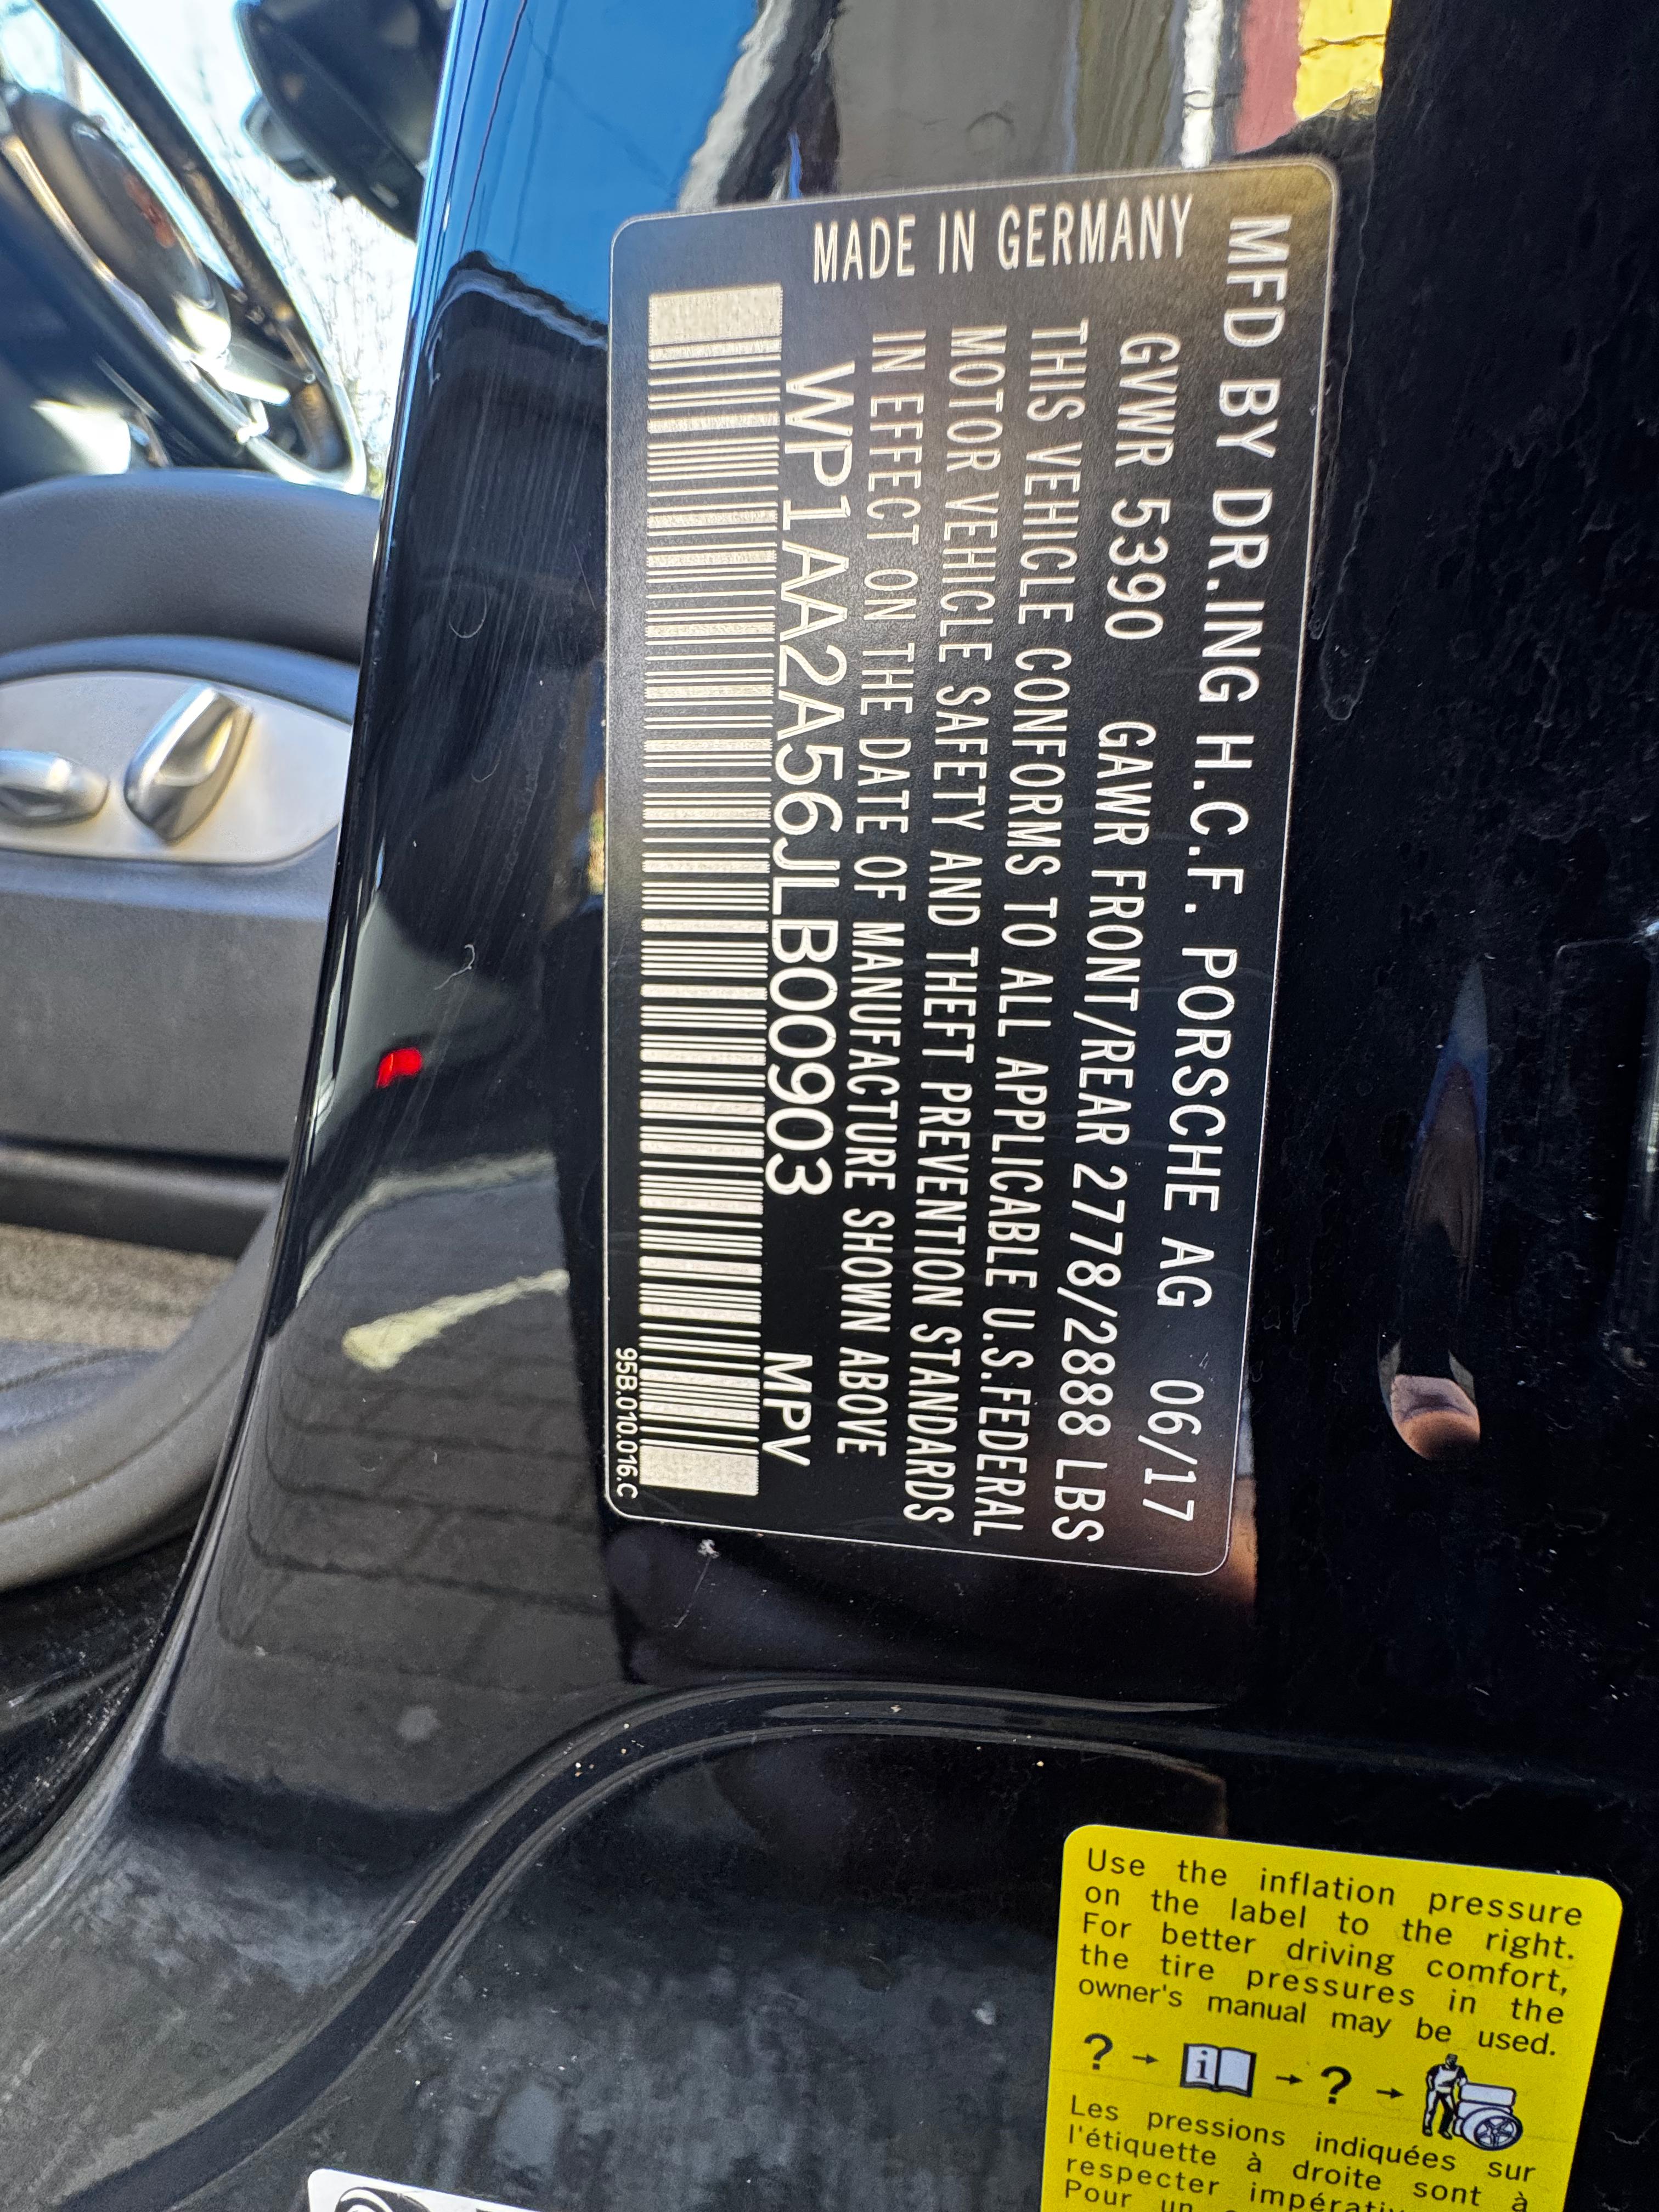 MFD BY DR.ING H.C.F. PORSCHE AG 06/17
GVWR 5390 GAWR FRONT/REAR 2778/2888 LBS
THIS VEHICLE CONFORMS TO ALL APPLICABLE U.S.FEDERAL
MOTOR VEHICLE SAFETY AND THEFT PREVENTION STANDARDS
IN EFFECT ON THE DATE OF MANUFACTURE SHOWN ABOVE
WP1AA2A56JLB00903 MPV
MADE IN GERMANY
95B.010.016.C
Use the inflation pressure
on the label to the right.
For better driving comfort,
the tire pressures in the
owner's manual may be used.
? → i → ? →
Les pressions indiquées sur
l'étiquette à droite sont à
respecter
Pour un